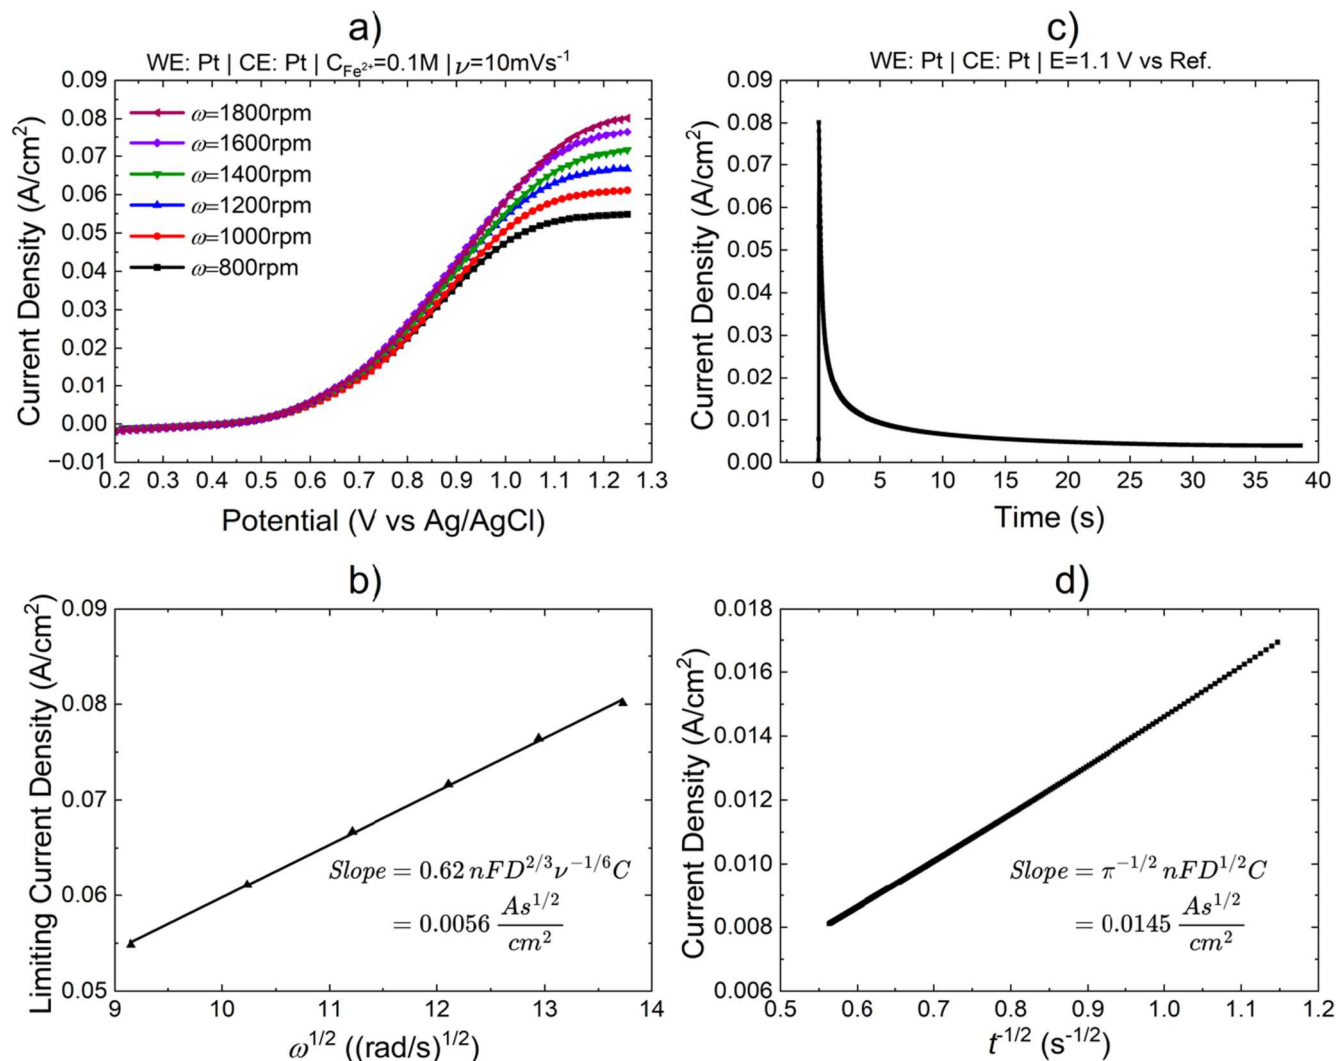 a)
WE: Pt | CE: Pt | C_{Fe²⁺}=0.1M | ν=10mVs⁻¹
0.09
0.08
0.07
0.06
0.05
0.04
0.03
0.02
0.01
0.00
−0.01
Current Density (A/cm²)
ω=1800rpm
ω=1600rpm
ω=1400rpm
ω=1200rpm
ω=1000rpm
ω=800rpm
0.2 0.3 0.4 0.5 0.6 0.7 0.8 0.9 1.0 1.1 1.2 1.3
Potential (V vs Ag/AgCl)
c)
WE: Pt | CE: Pt | E=1.1 V vs Ref.
0.09
0.08
0.07
0.06
0.05
0.04
0.03
0.02
0.01
0.00
Current Density (A/cm²)
0 5 10 15 20 25 30 35 40
Time (s)
b)
0.09
0.08
0.07
0.06
0.05
Limiting Current Density (A/cm²)
Slope = 0.62 nFD^{2/3}ν^{−1/6}C
= 0.0056 As^{1/2}/cm²
9 10 11 12 13 14
ω^{1/2} ((rad/s)^{1/2})
d)
0.018
0.016
0.014
0.012
0.010
0.008
0.006
Current Density (A/cm²)
Slope = π^{−1/2} nFD^{1/2}C
= 0.0145 As^{1/2}/cm²
0.5 0.6 0.7 0.8 0.9 1.0 1.1 1.2
t^{-1/2} (s^{-1/2})